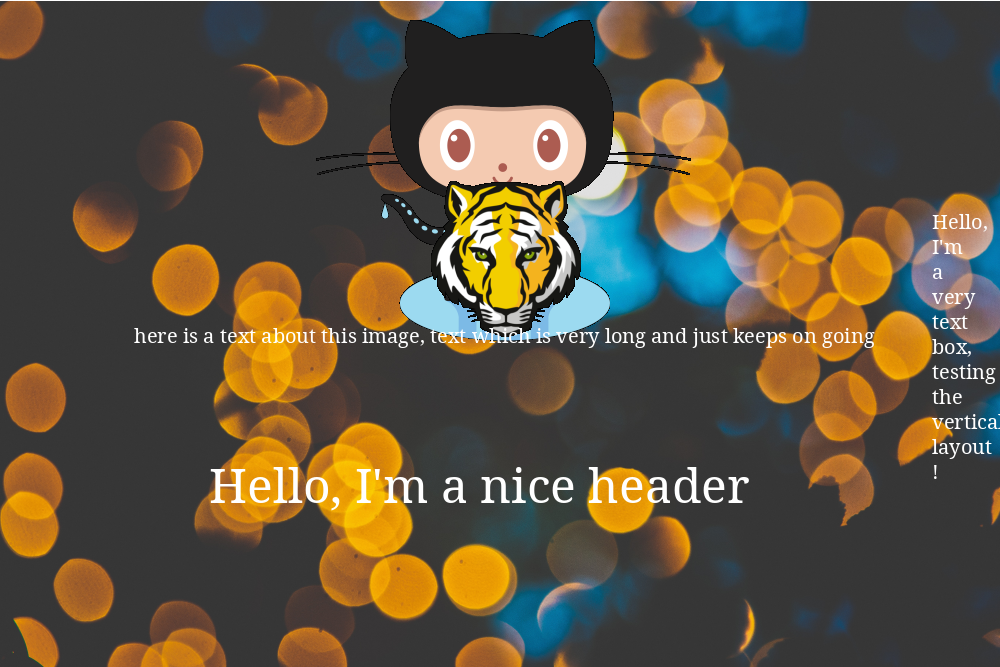 here is a text about this image, text which is very long and just keeps on going
Hello, I'm a nice header
Hello,
I'm
a
very
text
box,
testing
the
vertical
layout
!